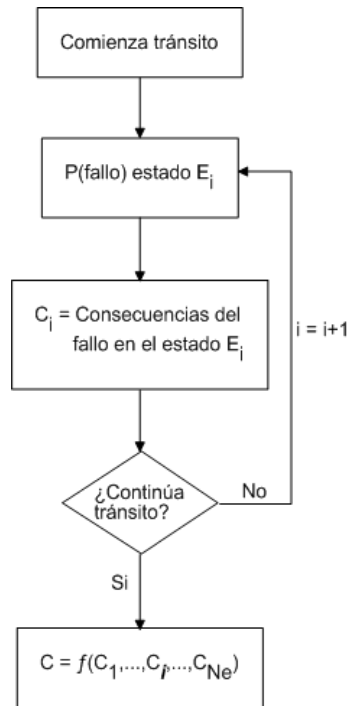 Comienza tránsito
P(fallo) estado E_i
C_i = Consecuencias del
fallo en el estado E_i
i = i+1
¿Continúa
tránsito?
No
Si
C = f(C_1,...,C_i,...,C_Ne)